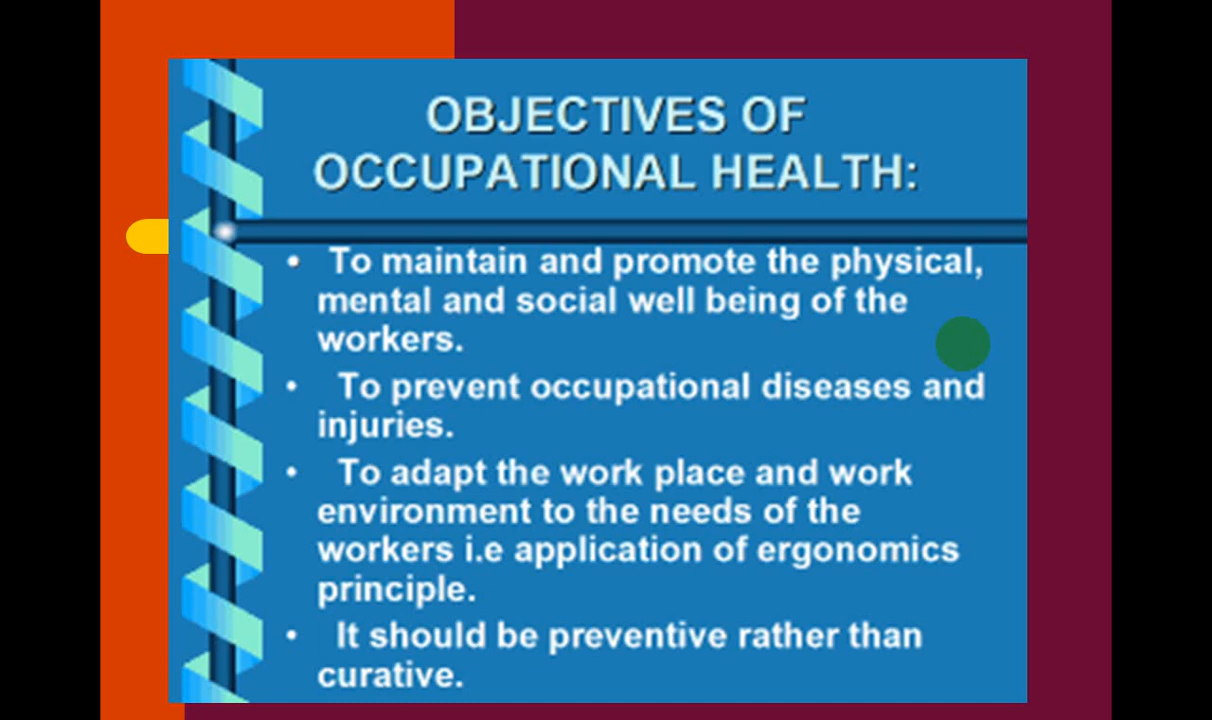 OBJECTIVES OF
OCCUPATIONAL HEALTH:
• To maintain and promote the physical,
mental and social well being of the
workers.
• To prevent occupational diseases and
injuries.
• To adapt the work place and work
environment to the needs of the
workers i.e application of ergonomics
principle.
• It should be preventive rather than
curative.